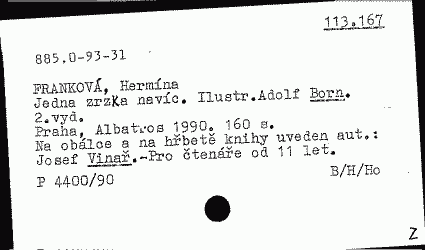 113.167
885.0-93-31
FRANKOVÁ, Hermína
Jedna zrzka navíc. Ilustr.Adolf Born.
2.vyd.
Praha, Albatros 1990. 160 s.
Na obálce a na hřbetě knihy uveden aut.:
Josef Vinař.-Pro čtenáře od 11 let.
P 4400/90
B/H/Ho
Z